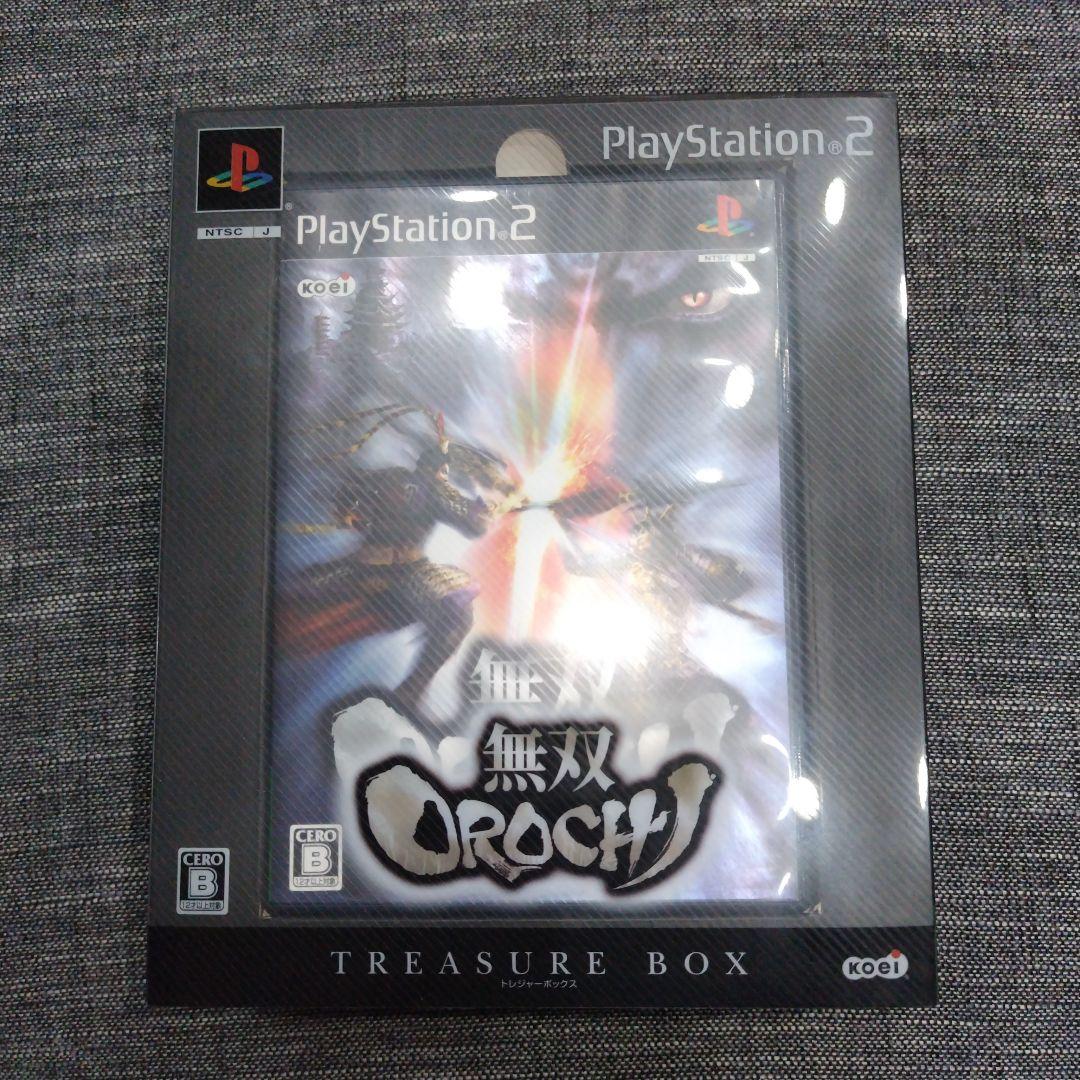 PlayStation®2
NTSC J
PlayStation®2
NTSC J
koei
無双
無双
OROCHI
CERO
B
12才以上対象
CERO
B
12才以上対象
TREASURE BOX
トレジャーボックス
koei